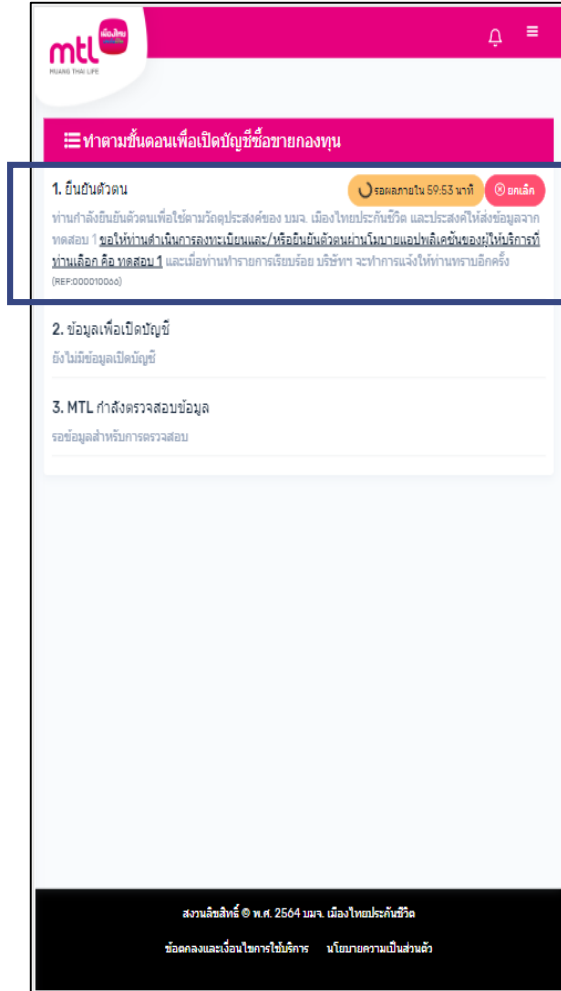 mtl
เมืองไทย
MUANG THAI LIFE
ทำตามขั้นตอนเพื่อเปิดบัญชีซื้อขายกองทุน
1. ยืนยันตัวตน
รอผลภายใน 59:53 นาที
ยกเลิก
ท่านกำลังยืนยันตัวตนเพื่อใช้ตามวัตถุประสงค์ของ บมจ. เมืองไทยประกันชีวิต และประสงค์ให้ส่งข้อมูลจาก
ทดสอบ 1 ขอให้ท่านดำเนินการลงทะเบียนและ/หรือยืนยันตัวตนผ่านโมบายแอปพลิเคชันของผู้ให้บริการที่
ท่านเลือก คือ ทดสอบ 1 และเมื่อท่านทำรายการเรียบร้อย บริษัทฯ จะทำการแจ้งให้ท่านทราบอีกครั้ง
(REF:000010066)
2. ข้อมูลเพื่อเปิดบัญชี
ยังไม่มีข้อมูลเปิดบัญชี
3. MTL กำลังตรวจสอบข้อมูล
รอข้อมูลสำหรับการตรวจสอบ
สงวนลิขสิทธิ์ © พ.ศ. 2564 บมจ. เมืองไทยประกันชีวิต
ข้อตกลงและเงื่อนไขการใช้บริการ นโยบายความเป็นส่วนตัว